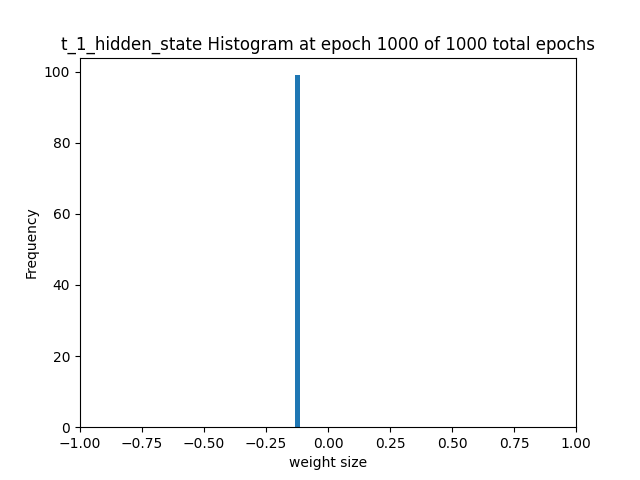 t_1_hidden_state Histogram at epoch 1000 of 1000 total epochs
100
80
60
40
20
0
Frequency
−1.00 −0.75 −0.50 −0.25 0.00 0.25 0.50 0.75 1.00
weight size